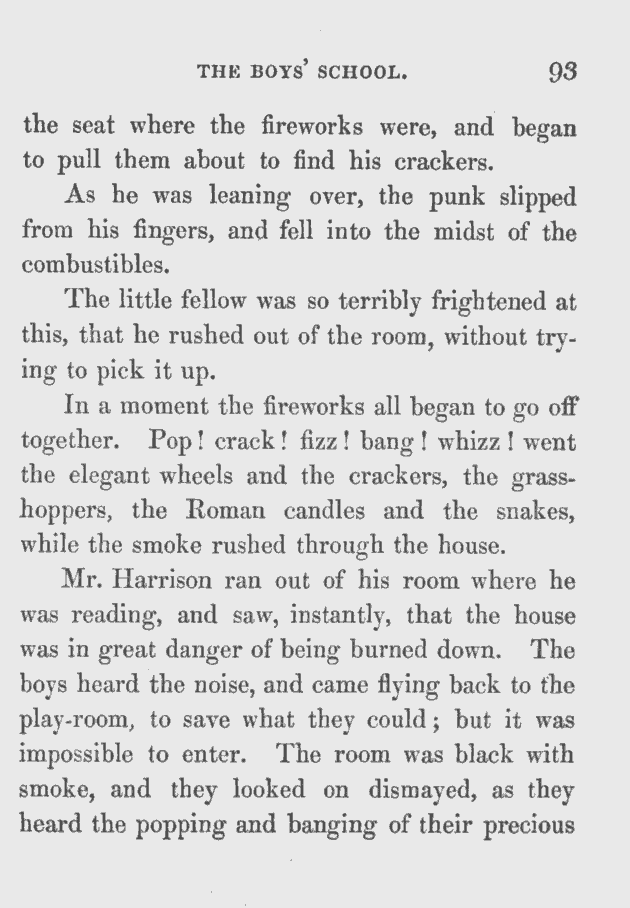 THE BOYS' SCHOOL. 93
the seat where the fireworks were, and began
to pull them about to find his crackers.
As he was leaning over, the punk slipped
from his fingers, and fell into the midst of the
combustibles.
The little fellow was so terribly frightened at
this, that he rushed out of the room, without try-
ing to pick it up.
In a moment the fireworks all began to go off
together. Pop! crack! fizz! bang! whizz! went
the elegant wheels and the crackers, the grass-
hoppers, the Roman candles and the snakes,
while the smoke rushed through the house.
Mr. Harrison ran out of his room where he
was reading, and saw, instantly, that the house
was in great danger of being burned down. The
boys heard the noise, and came flying back to the
play-room, to save what they could; but it was
impossible to enter. The room was black with
smoke, and they looked on dismayed, as they
heard the popping and banging of their precious